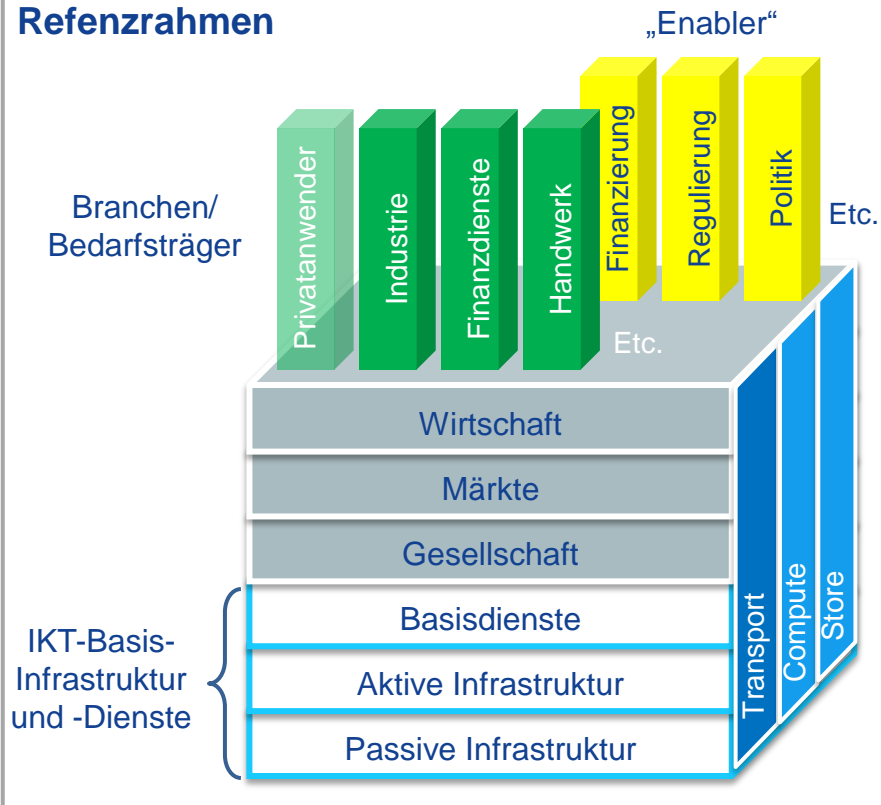 Refenzrahmen
„Enabler“
Privatanwender
Industrie
Finanzdienste
Handwerk
Finanzierung
Regulierung
Politik
Branchen/
Bedarfsträger
Etc.
Etc.
Wirtschaft
Märkte
Gesellschaft
Basisdienste
Aktive Infrastruktur
Passive Infrastruktur
IKT-Basis-
Infrastruktur
und -Dienste
Transport
Compute
Store